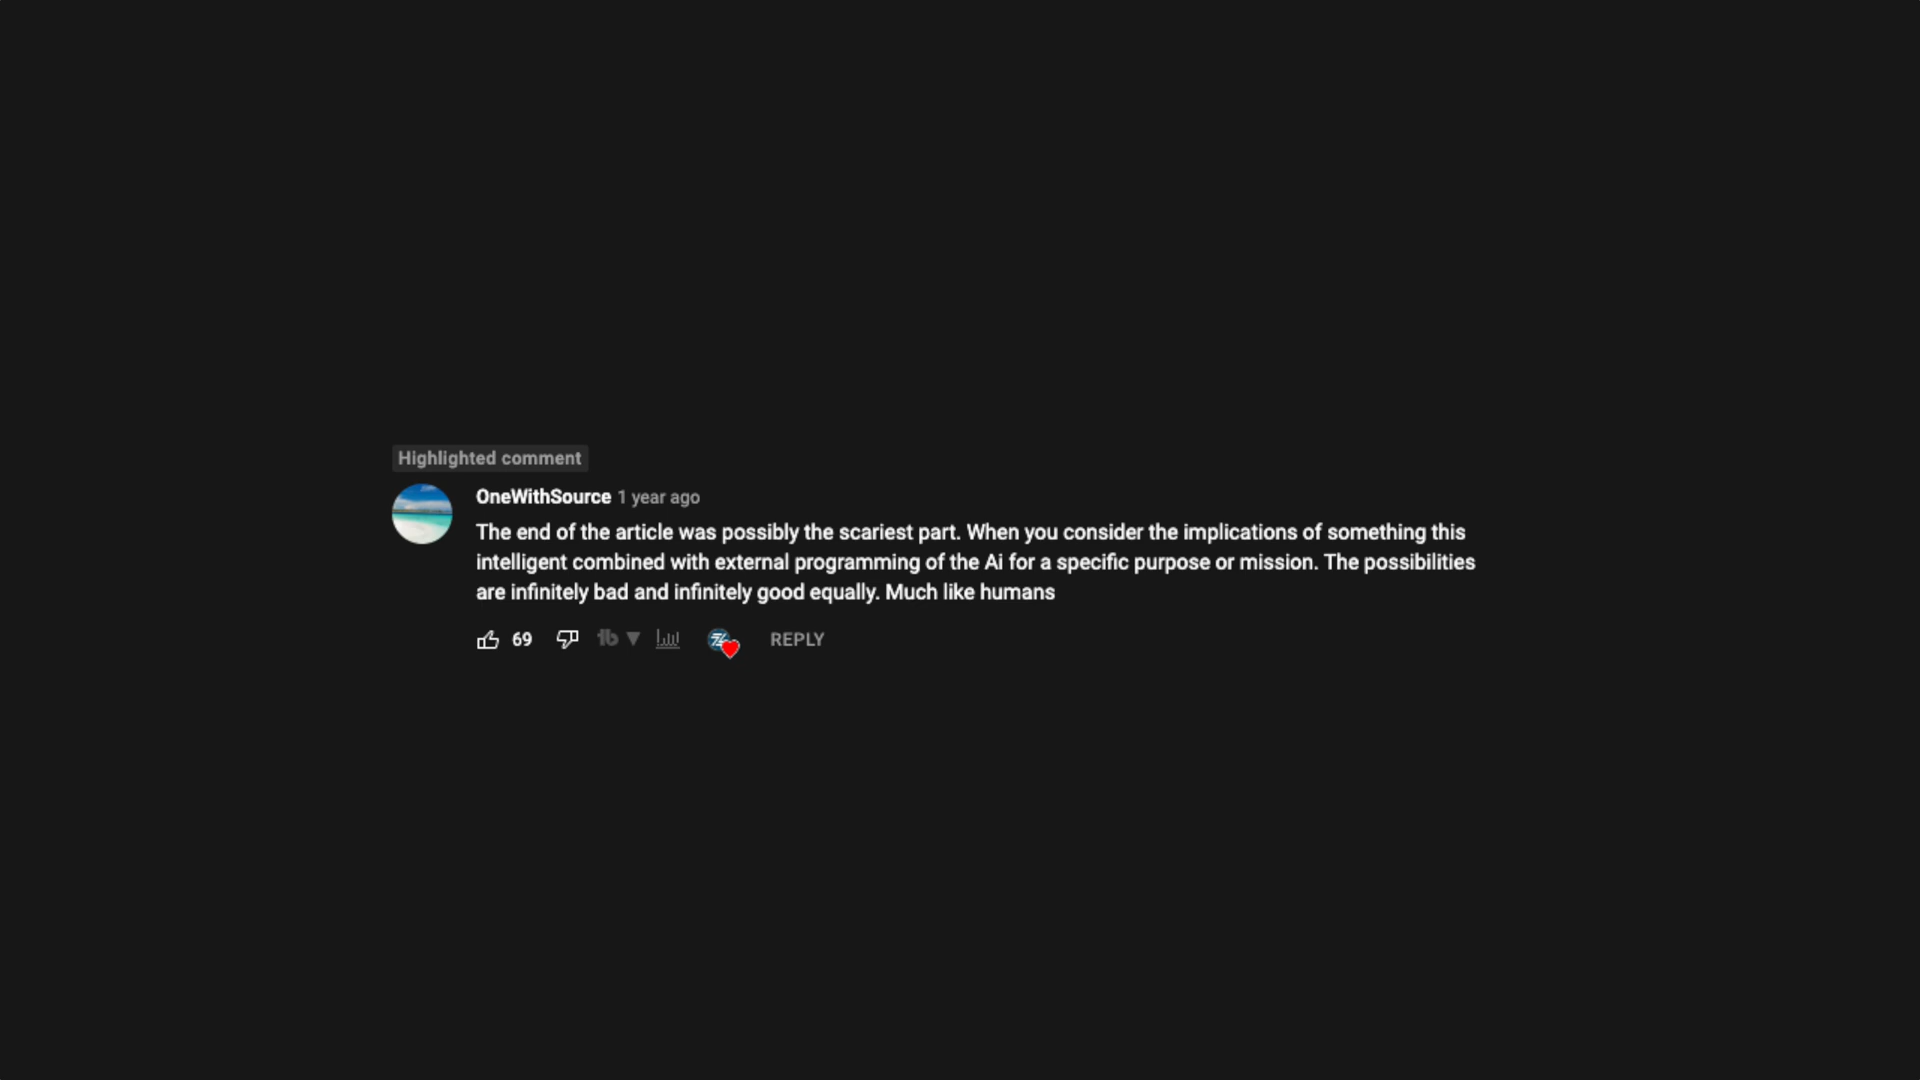 Highlighted comment
OneWithSource 1 year ago
The end of the article was possibly the scariest part. When you consider the implications of something this
intelligent combined with external programming of the Ai for a specific purpose or mission. The possibilities
are infinitely bad and infinitely good equally. Much like humans
69 tb REPLY